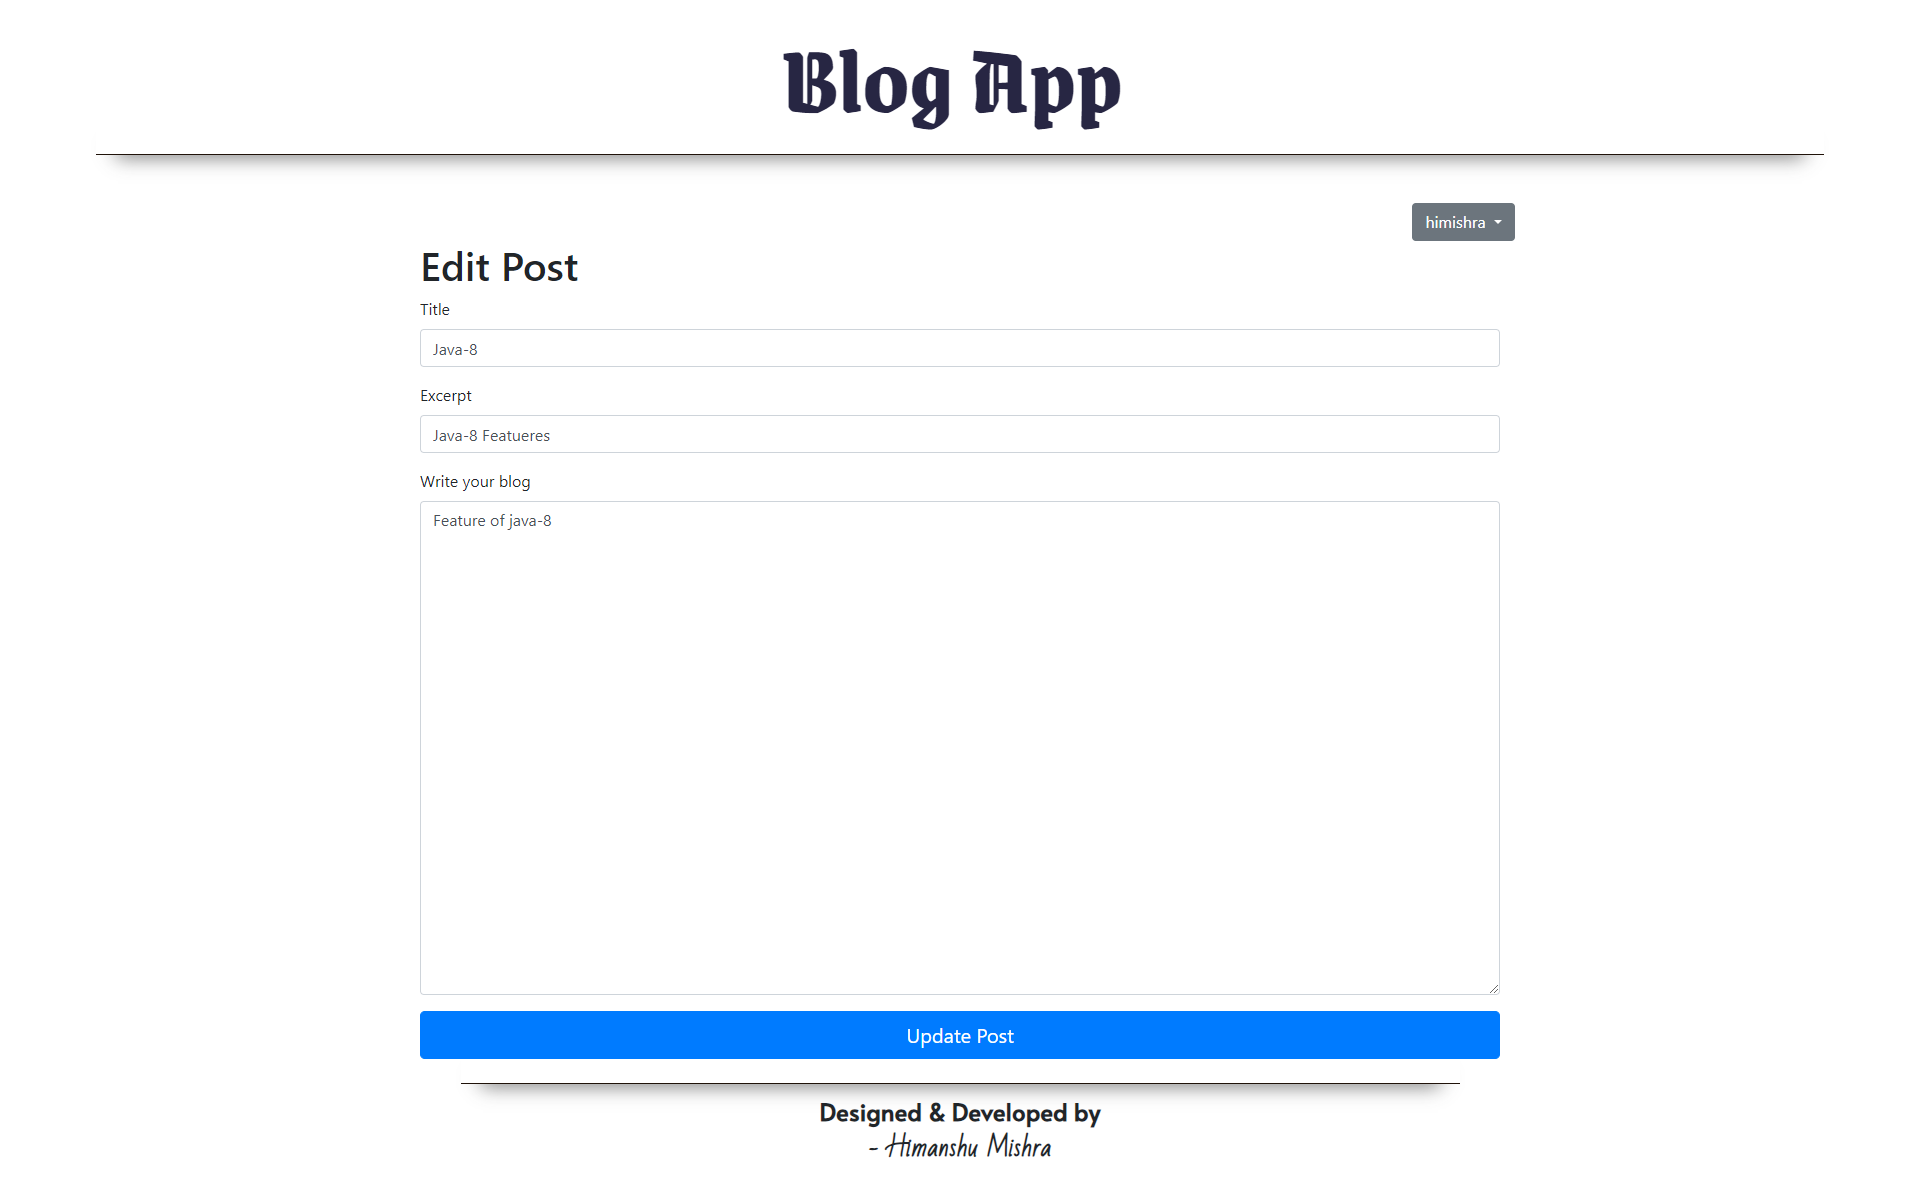 Blog App
himishra
Edit Post
Title
Java-8
Excerpt
Java-8 Featueres
Write your blog
Feature of java-8
Update Post
Designed & Developed by
- Himanshu Mishra